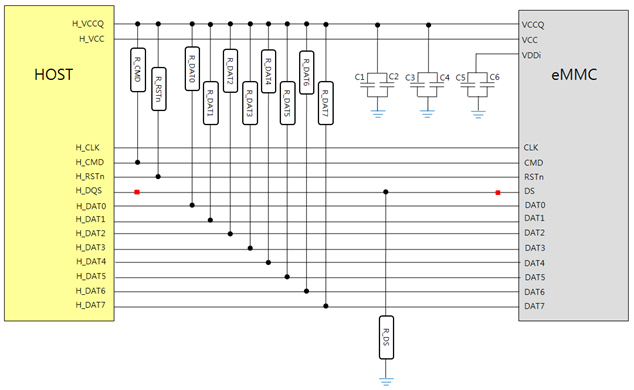 H_VCCQ
H_VCC
HOST
H_CLK
H_CMD
H_RSTn
H_DQS
H_DAT0
H_DAT1
H_DAT2
H_DAT3
H_DAT4
H_DAT5
H_DAT6
H_DAT7
R_CMD
R_RSTn
R_DAT0
R_DAT1
R_DAT2
R_DAT3
R_DAT4
R_DAT5
R_DAT6
R_DAT7
C1
C2
C3
C4
C5
C6
R_DS
VCCQ
VCC
VDDi
eMMC
CLK
CMD
RSTn
DS
DAT0
DAT1
DAT2
DAT3
DAT4
DAT5
DAT6
DAT7